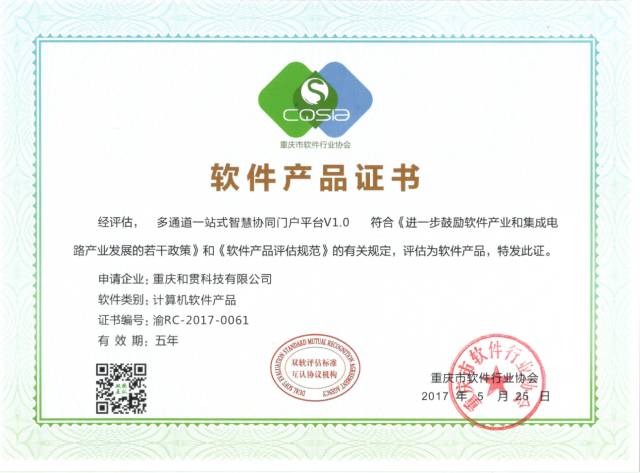 CQSIA
重庆市软件行业协会
软件产品证书
经评估， 多通道一站式智慧协同门户平台V1.0 符合《进一步鼓励软件产业和集成电
路产业发展的若干政策》和《软件产品评估规范》的有关规定，评估为软件产品，特发此证。
申请企业：重庆和贯科技有限公司
软件类别：计算机软件产品
证书编号：渝RC-2017-0061
有 效 期：五年
DUAL SOFT EVALUATION STANDARD MUTUAL RECOGNITION AGREEMENT AGENCY
双软评估标准
互认协议机构
重庆市软件行业协会
重庆市软件行业协会
2017 年 5 月 25 日